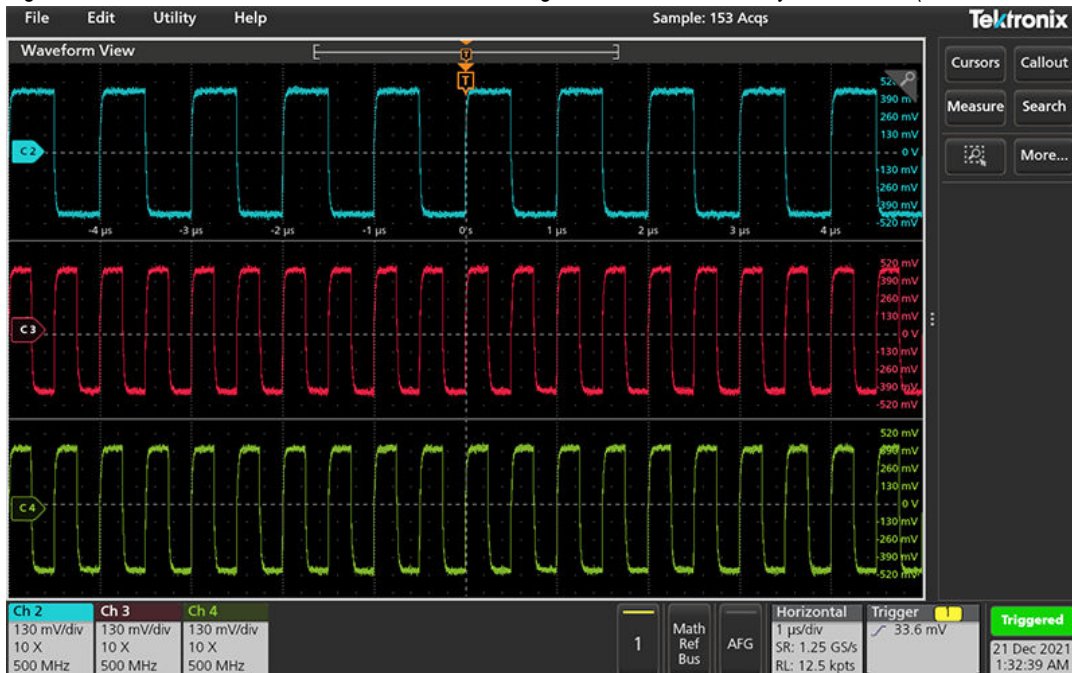 File Edit Utility Help Sample: 153 Acqs Tektronix
Waveform View
T
T
Cursors Callout
Measure Search
More...
C 2
390 m
260 mV
130 mV
0 V
-130 mV
-260 mV
-390 mV
-520 mV
-4 µs -3 µs -2 µs -1 µs 0 s 1 µs 2 µs 3 µs 4 µs
C 3
520 mV
390 mV
260 mV
130 mV
0 V
-130 mV
-260 mV
-390 mV
-520 mV
C 4
520 mV
390 mV
260 mV
130 mV
0 V
-130 mV
-260 mV
-390 mV
-520 mV
Ch 2 Ch 3 Ch 4
130 mV/div 130 mV/div 130 mV/div
10 X 10 X 10 X
500 MHz 500 MHz 500 MHz
1
Math
Ref
Bus
AFG
Horizontal
1 µs/div
SR: 1.25 GS/s
RL: 12.5 kpts
Trigger 1
33.6 mV
Triggered
21 Dec 2021
1:32:39 AM